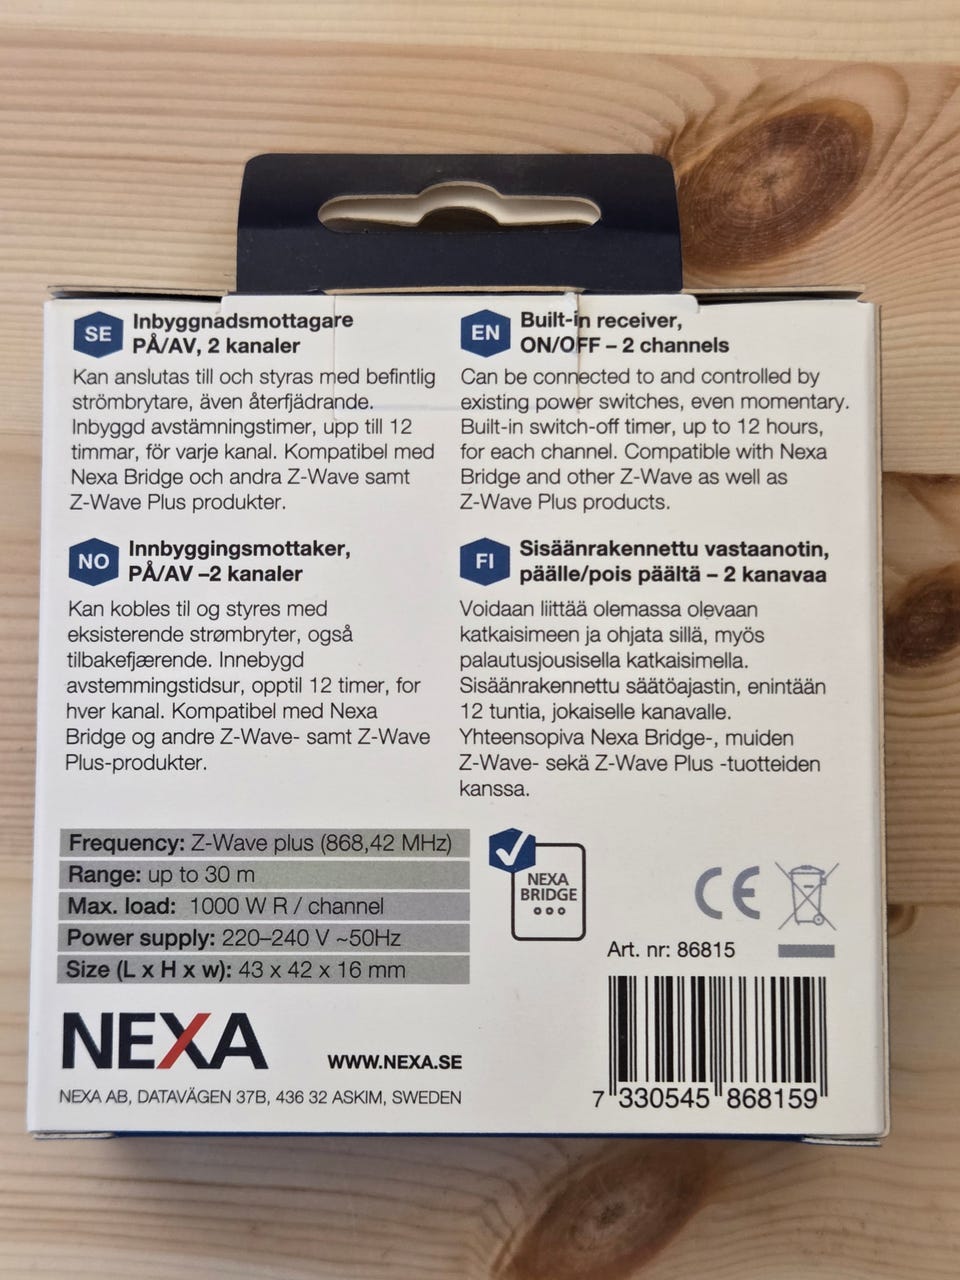 SE
Inbyggnadsmottagare
PÅ/AV, 2 kanaler
Kan anslutas till och styras med befintlig
strömbrytare, även återfjädrande.
Inbyggd avstämningstimer, upp till 12
timmar, för varje kanal. Kompatibel med
Nexa Bridge och andra Z-Wave samt
Z-Wave Plus produkter.
EN
Built-in receiver,
ON/OFF – 2 channels
Can be connected to and controlled by
existing power switches, even momentary.
Built-in switch-off timer, up to 12 hours,
for each channel. Compatible with Nexa
Bridge and other Z-Wave as well as
Z-Wave Plus products.
NO
Innbyggingsmottaker,
PÅ/AV –2 kanaler
Kan kobles til og styres med
eksisterende strømbryter, også
tilbakefjærende. Innebygd
avstemmingstidsur, opptil 12 timer, for
hver kanal. Kompatibel med Nexa
Bridge og andre Z-Wave- samt Z-Wave
Plus-produkter.
FI
Sisäänrakennettu vastaanotin,
päälle/pois päältä – 2 kanavaa
Voidaan liittää olemassa olevaan
katkaisimeen ja ohjata sillä, myös
palautusjousisella katkaisimella.
Sisäänrakennettu säätöajastin, enintään
12 tuntia, jokaiselle kanavalle.
Yhteensopiva Nexa Bridge-, muiden
Z-Wave- sekä Z-Wave Plus -tuotteiden
kanssa.
Frequency: Z-Wave plus (868,42 MHz)
Range: up to 30 m
Max. load: 1000 W R / channel
Power supply: 220–240 V ~50Hz
Size (L x H x w): 43 x 42 x 16 mm
NEXA
BRIDGE
CE
Art. nr: 86815
NEXA
WWW.NEXA.SE
NEXA AB, DATAVÄGEN 37B, 436 32 ASKIM, SWEDEN
7 330545 868159